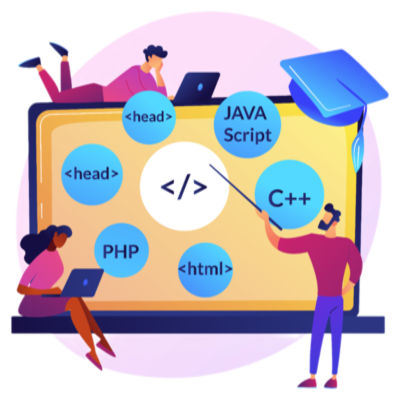 <head>
JAVA
Script
<head>
</>
C++
PHP
<html>